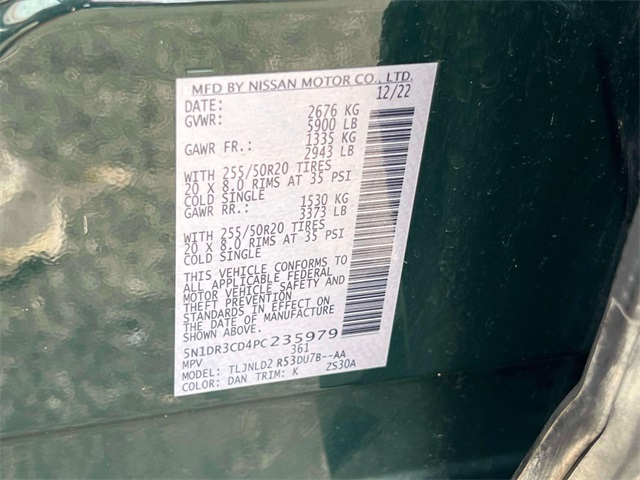 MFD BY NISSAN MOTOR CO., LTD.
DATE: 12/22
GVWR: 2676 KG
5900 LB
GAWR FR.: 1335 KG
2943 LB
WITH 255/50R20 TIRES
20 X 8.0 RIMS AT 35 PSI
COLD SINGLE
GAWR RR.: 1530 KG
3373 LB
WITH 255/50R20 TIRES
20 X 8.0 RIMS AT 35 PSI
COLD SINGLE
THIS VEHICLE CONFORMS TO
ALL APPLICABLE FEDERAL
MOTOR VEHICLE SAFETY AND
THEFT PREVENTION
STANDARDS IN EFFECT ON
THE DATE OF MANUFACTURE
SHOWN ABOVE.
5N1DR3CD4PC235979
MPV 361
MODEL: TLJNLD2 R53DU7B--AA
COLOR: DAN TRIM: K ZS30A